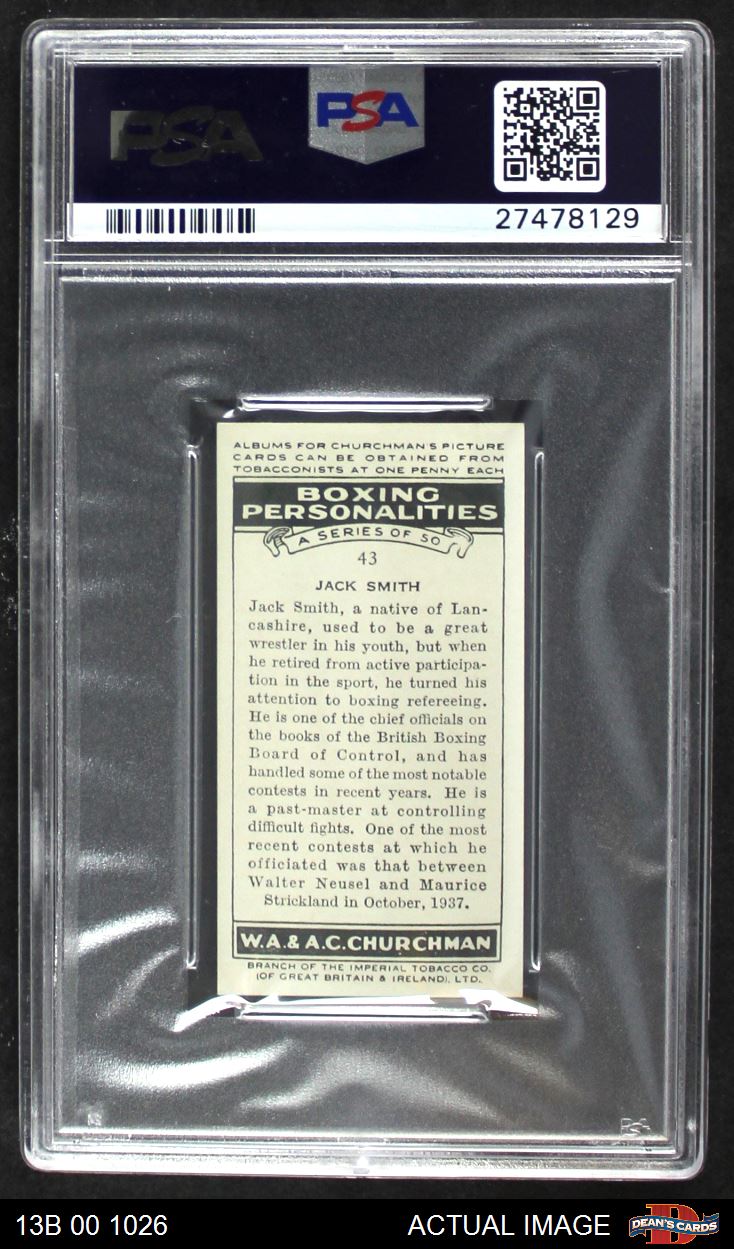 PSA
PSA
27478129
ALBUMS FOR CHURCHMAN'S PICTURE
CARDS CAN BE OBTAINED FROM
TOBACCONISTS AT ONE PENNY EACH
BOXING
PERSONALITIES
A SERIES OF 50
43
JACK SMITH
Jack Smith, a native of Lan-
cashire, used to be a great
wrestler in his youth, but when
he retired from active participa-
tion in the sport, he turned his
attention to boxing refereeing.
He is one of the chief officials on
the books of the British Boxing
Board of Control, and has
handled some of the most notable
contests in recent years. He is
a past-master at controlling
difficult fights. One of the most
recent contests at which he
officiated was that between
Walter Neusel and Maurice
Strickland in October, 1937.
W.A. & A.C. CHURCHMAN
BRANCH OF THE IMPERIAL TOBACCO CO.
(OF GREAT BRITAIN & IRELAND), LTD.
PSA
13B 00 1026
ACTUAL IMAGE
D
DEAN'S CARDS